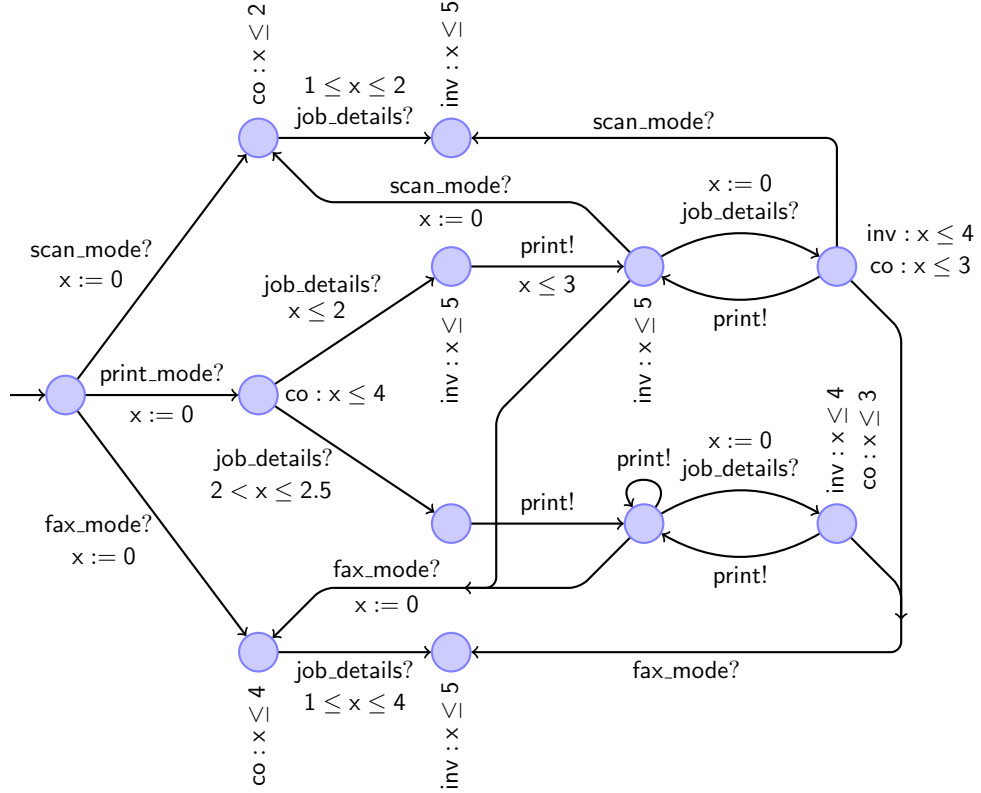 co : x ≤ 2
inv : x ≤ 5
1 ≤ x ≤ 2
job_details?
scan_mode?
scan_mode?
x := 0
x := 0
job_details?
scan_mode?
x := 0
print!
x ≤ 3
inv : x ≤ 4
co : x ≤ 3
job_details?
x ≤ 2
print!
inv : x ≤ 5
inv : x ≤ 5
print_mode?
x := 0
co : x ≤ 4
inv : x ≤ 4
co : x ≤ 3
job_details?
2 < x ≤ 2.5
print!
x := 0
job_details?
print!
fax_mode?
x := 0
print!
fax_mode?
x := 0
job_details?
1 ≤ x ≤ 4
fax_mode?
co : x ≤ 4
inv : x ≤ 5